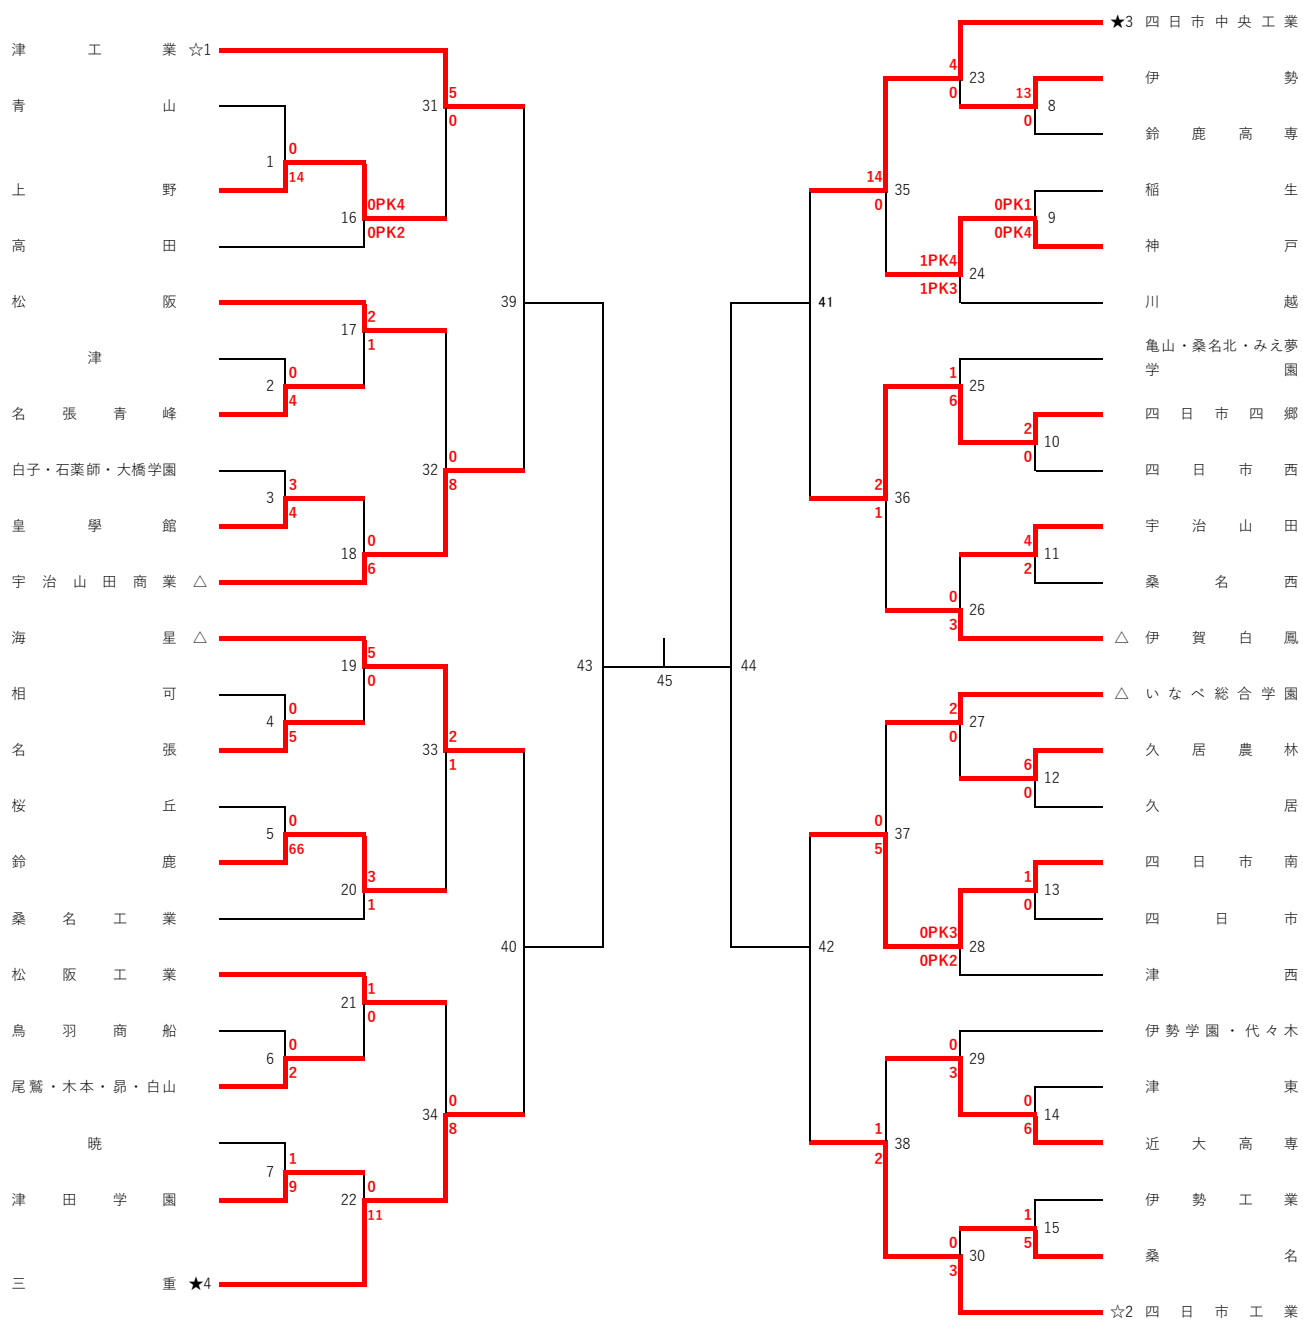 津工業 ☆1
青山
上野
高田
松阪
津
名張青峰
白子・石薬師・大橋学園
皇學館
宇治山田商業 △
海星 △
相可
名張
桜丘
鈴鹿
桑名工業
松阪工業
鳥羽商船
尾鷲・木本・昴・白山
暁
津田学園
三重 ★4
1
0
14
2
0
4
3
3
4
4
0
5
5
0
66
6
0
2
7
1
9
16
0PK4
0PK2
17
2
1
18
0
6
19
5
0
20
3
1
21
1
0
22
0
11
31
5
0
32
0
8
33
2
1
34
0
8
39
40
43
45
44
41
42
14
0
35
2
1
36
0
5
37
1
2
38
4
0
23
1PK4
1PK3
24
1
6
25
0
3
26
2
0
27
0PK3
0PK2
28
0
3
29
0
3
30
13
0
8
0PK1
0PK4
9
2
0
10
4
2
11
6
0
12
1
0
13
0
6
14
1
5
15
★3 四日市中央工業
伊勢
鈴鹿高専
稲生
神戸
川越
亀山・桑名北・みえ夢
学園
四日市四郷
四日市西
宇治山田
桑名西
△ 伊賀白鳳
△ いなべ総合学園
久居農林
久居
四日市南
四日市
津西
伊勢学園・代々木
津東
近大高専
伊勢工業
桑名
☆2 四日市工業